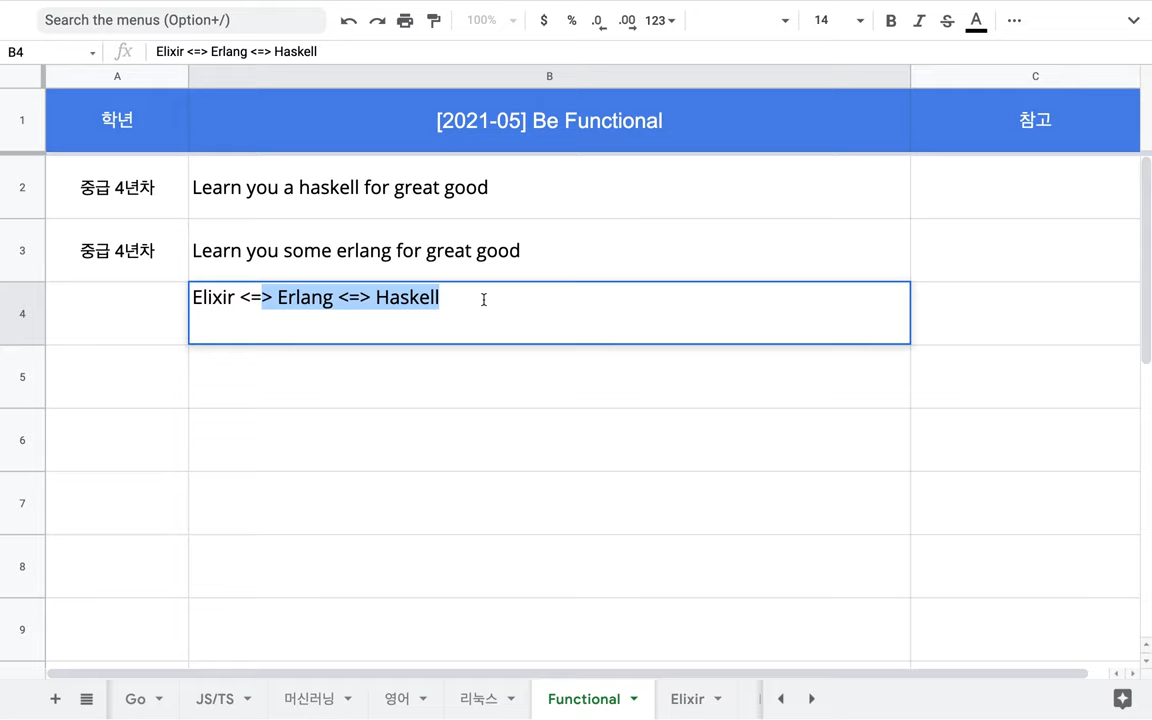 Search the menus (Option+/)
100%
$
%
.0
.00
123
14
B
I
S
A
B4
fx
Elixir <=> Erlang <=> Haskell
A
B
C
1
학년
[2021-05] Be Functional
참고
2
중급 4년차
Learn you a haskell for great good
3
중급 4년차
Learn you some erlang for great good
4
Elixir <=> Erlang <=> Haskell
5
6
7
8
9
Go
JS/TS
머신러닝
영어
리눅스
Functional
Elixir